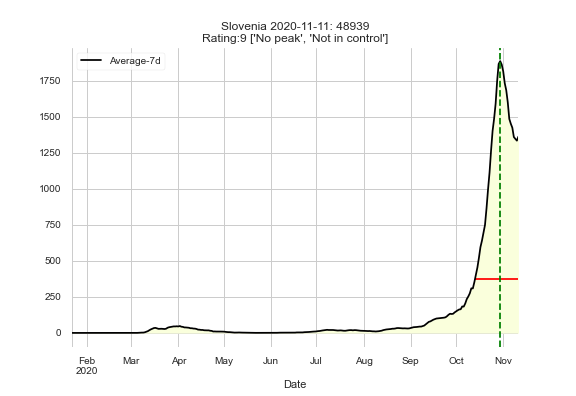 Slovenia 2020-11-11: 48939
Rating:9 ['No peak', 'Not in control']
Average-7d
1750
1500
1250
1000
750
500
250
0
Feb Mar Apr May Jun Jul Aug Sep Oct Nov
2020
Date